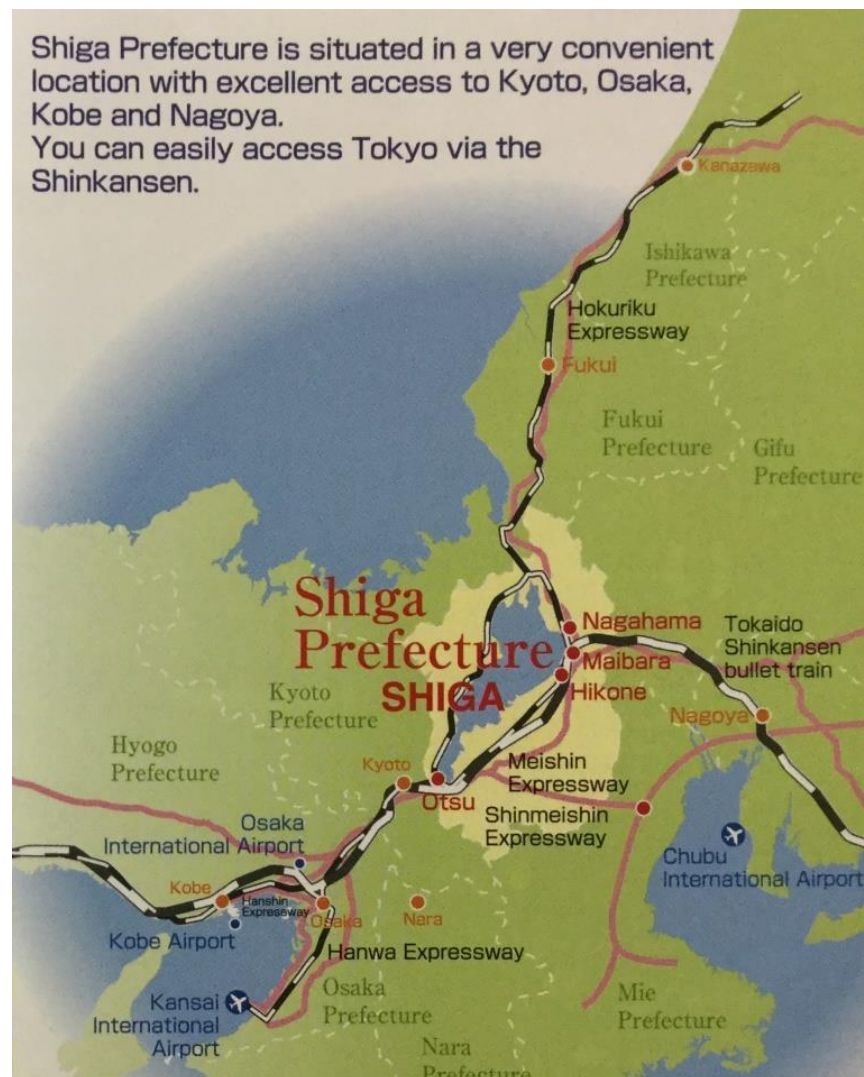 Shiga Prefecture is situated in a very convenient
location with excellent access to Kyoto, Osaka,
Kobe and Nagoya.
You can easily access Tokyo via the
Shinkansen.
Kanazawa
Ishikawa
Prefecture
Hokuriku
Expressway
Fukui
Fukui
Prefecture
Gifu
Prefecture
Shiga
Prefecture
SHIGA
Nagahama
Maibara
Hikone
Tokaido
Shinkansen
bullet train
Nagoya
Kyoto
Prefecture
Hyogo
Prefecture
Kyoto
Otsu
Meishin
Expressway
Shinmeishin
Expressway
Osaka
International Airport
Chubu
International Airport
Kobe
Hanshin
Expressway
Osaka
Nara
Kobe Airport
Hanwa Expressway
Kansai
International
Airport
Osaka
Prefecture
Mie
Prefecture
Nara
Prefecture